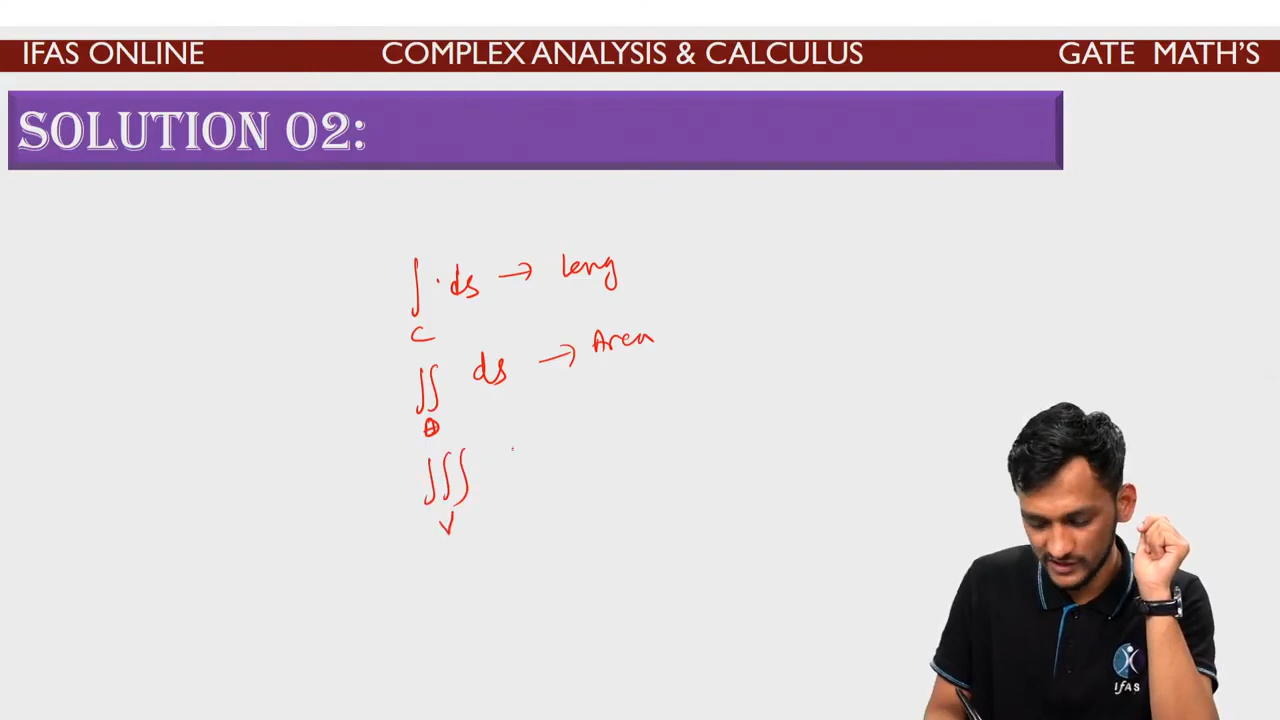 IFAS ONLINE COMPLEX ANALYSIS & CALCULUS GATE MATH'S
SOLUTION 02:
∫ ds → leng
C
∬ ds → Area
∭
V
IFAS